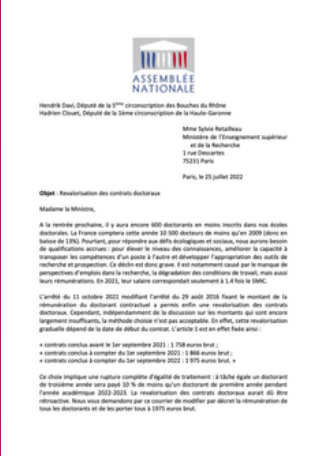 ASSEMBLÉE
NATIONALE
Hendrik Davi, Député de la 5ème circonscription des Bouches du Rhône
Hadrien Clouet, Député de la 1ème circonscription de la Haute-Garonne
Mme Sylvie Retailleau
Ministère de l'Enseignement supérieur
et de la Recherche
1 rue Descartes
75231 Paris
Paris, le 25 juillet 2022
Objet : Revalorisation des contrats doctoraux
Madame la Ministre,
A la rentrée prochaine, il y aura encore 600 doctorants en moins inscrits dans nos écoles
doctorales. La France comptera cette année 10 500 docteurs de moins qu'en 2009 (donc en
baisse de 13%). Pourtant, pour répondre aux défis écologiques et sociaux, nous aurons besoin
de qualifications accrues : pour élever le niveau des connaissances, améliorer la capacité à
transposer les compétences d'un poste à l'autre et développer l'appropriation des outils de
recherche et prospection. Ce déclin est donc grave. Il est notamment causé par le manque de
perspectives d'emplois dans la recherche, la dégradation des conditions de travail, mais aussi
leurs rémunérations. En 2021, leur salaire correspondait seulement à 1.4 fois le SMIC.
L'arrêté du 11 octobre 2021 modifiant l'arrêté du 29 août 2016 fixant le montant de la
rémunération du doctorant contractuel a permis enfin une revalorisation des contrats
doctoraux. Cependant, indépendamment de la discussion sur les montants qui sont encore
largement insuffisants, la méthode choisie n'est pas acceptable. En effet, cette revalorisation
graduelle dépend de la date de début du contrat. L'article 1 est en effet fixée ainsi :
« contrats conclus avant le 1er septembre 2021 : 1 758 euros brut ;
« contrats conclus à compter du 1er septembre 2021 : 1 866 euros brut ;
« contrats conclus à compter du 1er septembre 2022 : 1 975 euros brut. »
Ce choix implique une rupture complète d'égalité de traitement : à tâche égale un doctorant
de troisième année sera payé 10 % de moins qu'un doctorant de première année pendant
l'année académique 2022-2023. La revalorisation des contrats doctoraux aurait dû être
rétroactive. Nous vous demandons par ce courrier de modifier par décret la rémunération de
tous les doctorants et de les porter tous à 1975 euros brut.